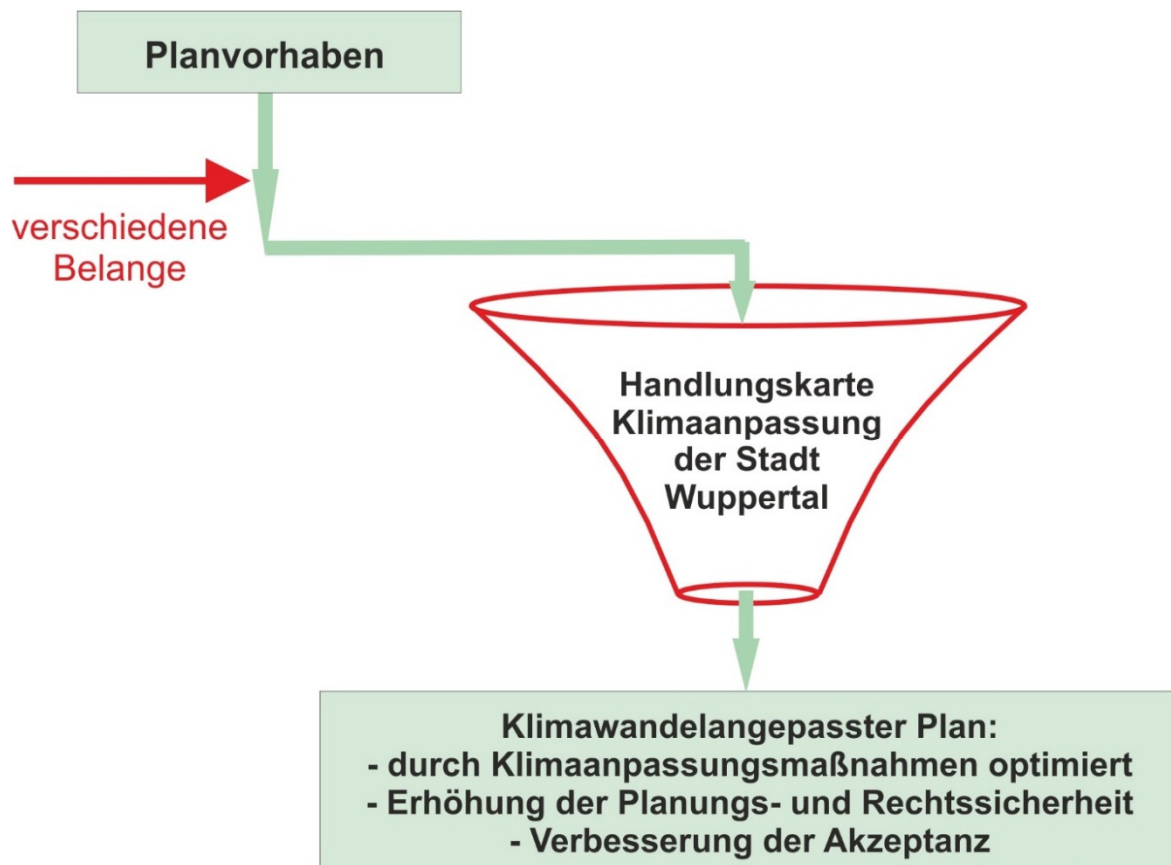 Planvorhaben
verschiedene
Belange
Handlungskarte
Klimaanpassung
der Stadt
Wuppertal
Klimawandelangepasster Plan:
- durch Klimaanpassungsmaßnahmen optimiert
- Erhöhung der Planungs- und Rechtssicherheit
- Verbesserung der Akzeptanz